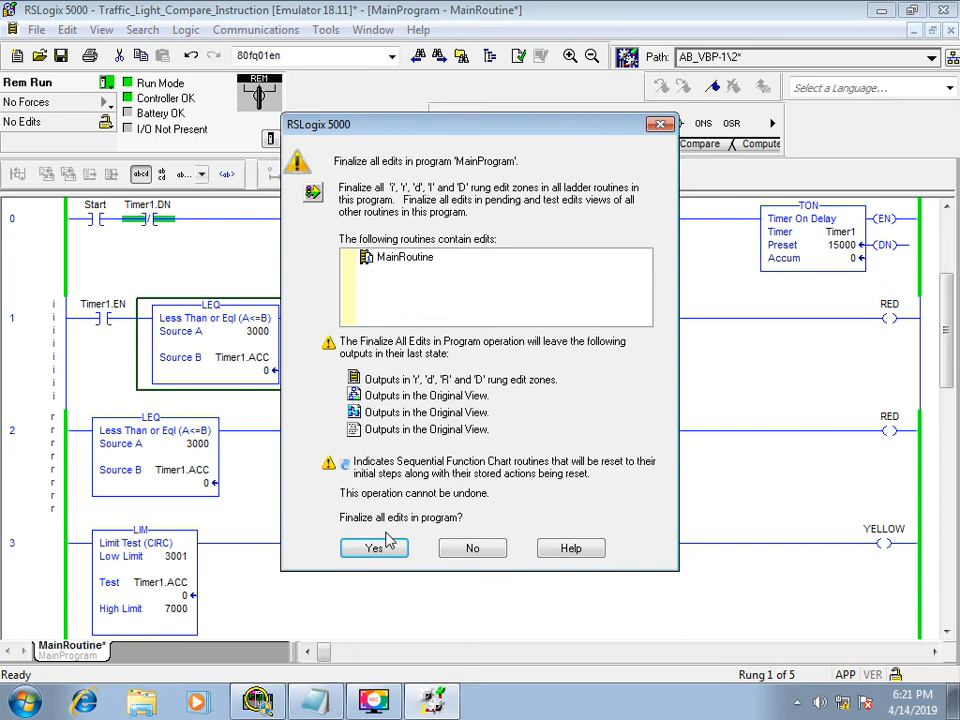 RSLogix 5000 - Traffic_Light_Compare_Instruction [Emulator 18.11]* - [MainProgram - MainRoutine*]
File Edit View Search Logic Communications Tools Window Help
80fq01en
Path: AB_VBP-1\2*
Rem Run
No Forces
No Edits
Run Mode
Controller OK
Battery OK
I/O Not Present
REM
Select a Language...
ONS OSR
Compare Compute
abcd ab cd ab... <ab>
RSLogix 5000
Finalize all edits in program 'MainProgram'.
Finalize all 'i', 'r', 'd', 'I' and 'D' rung edit zones in all ladder routines in
this program. Finalize all edits in pending and test edits views of all
other routines in this program.
The following routines contain edits:
MainRoutine
The Finalize All Edits in Program operation will leave the following
outputs in their last state:
Outputs in 'r', 'd', 'R' and 'D' rung edit zones.
Outputs in the Original View.
Outputs in the Original View.
Outputs in the Original View.
Indicates Sequential Function Chart routines that will be reset to their
initial steps along with their stored actions being reset.
This operation cannot be undone.
Finalize all edits in program?
Yes No Help
0
Start Timer1.DN
TON
Timer On Delay
Timer Timer1
Preset 15000
Accum 0
(EN)
(DN)
1
i
i
i
i
i
i
Timer1.EN
LEQ
Less Than or Eql (A<=B)
Source A 3000
Source B Timer1.ACC
0
RED
2
r
r
r
r
r
r
LEQ
Less Than or Eql (A<=B)
Source A 3000
Source B Timer1.ACC
0
RED
3
LIM
Limit Test (CIRC)
Low Limit 3001
Test Timer1.ACC
0
High Limit 7000
YELLOW
MainRoutine*
MainProgram
Ready
Rung 1 of 5 APP VER
6:21 PM
4/14/2019